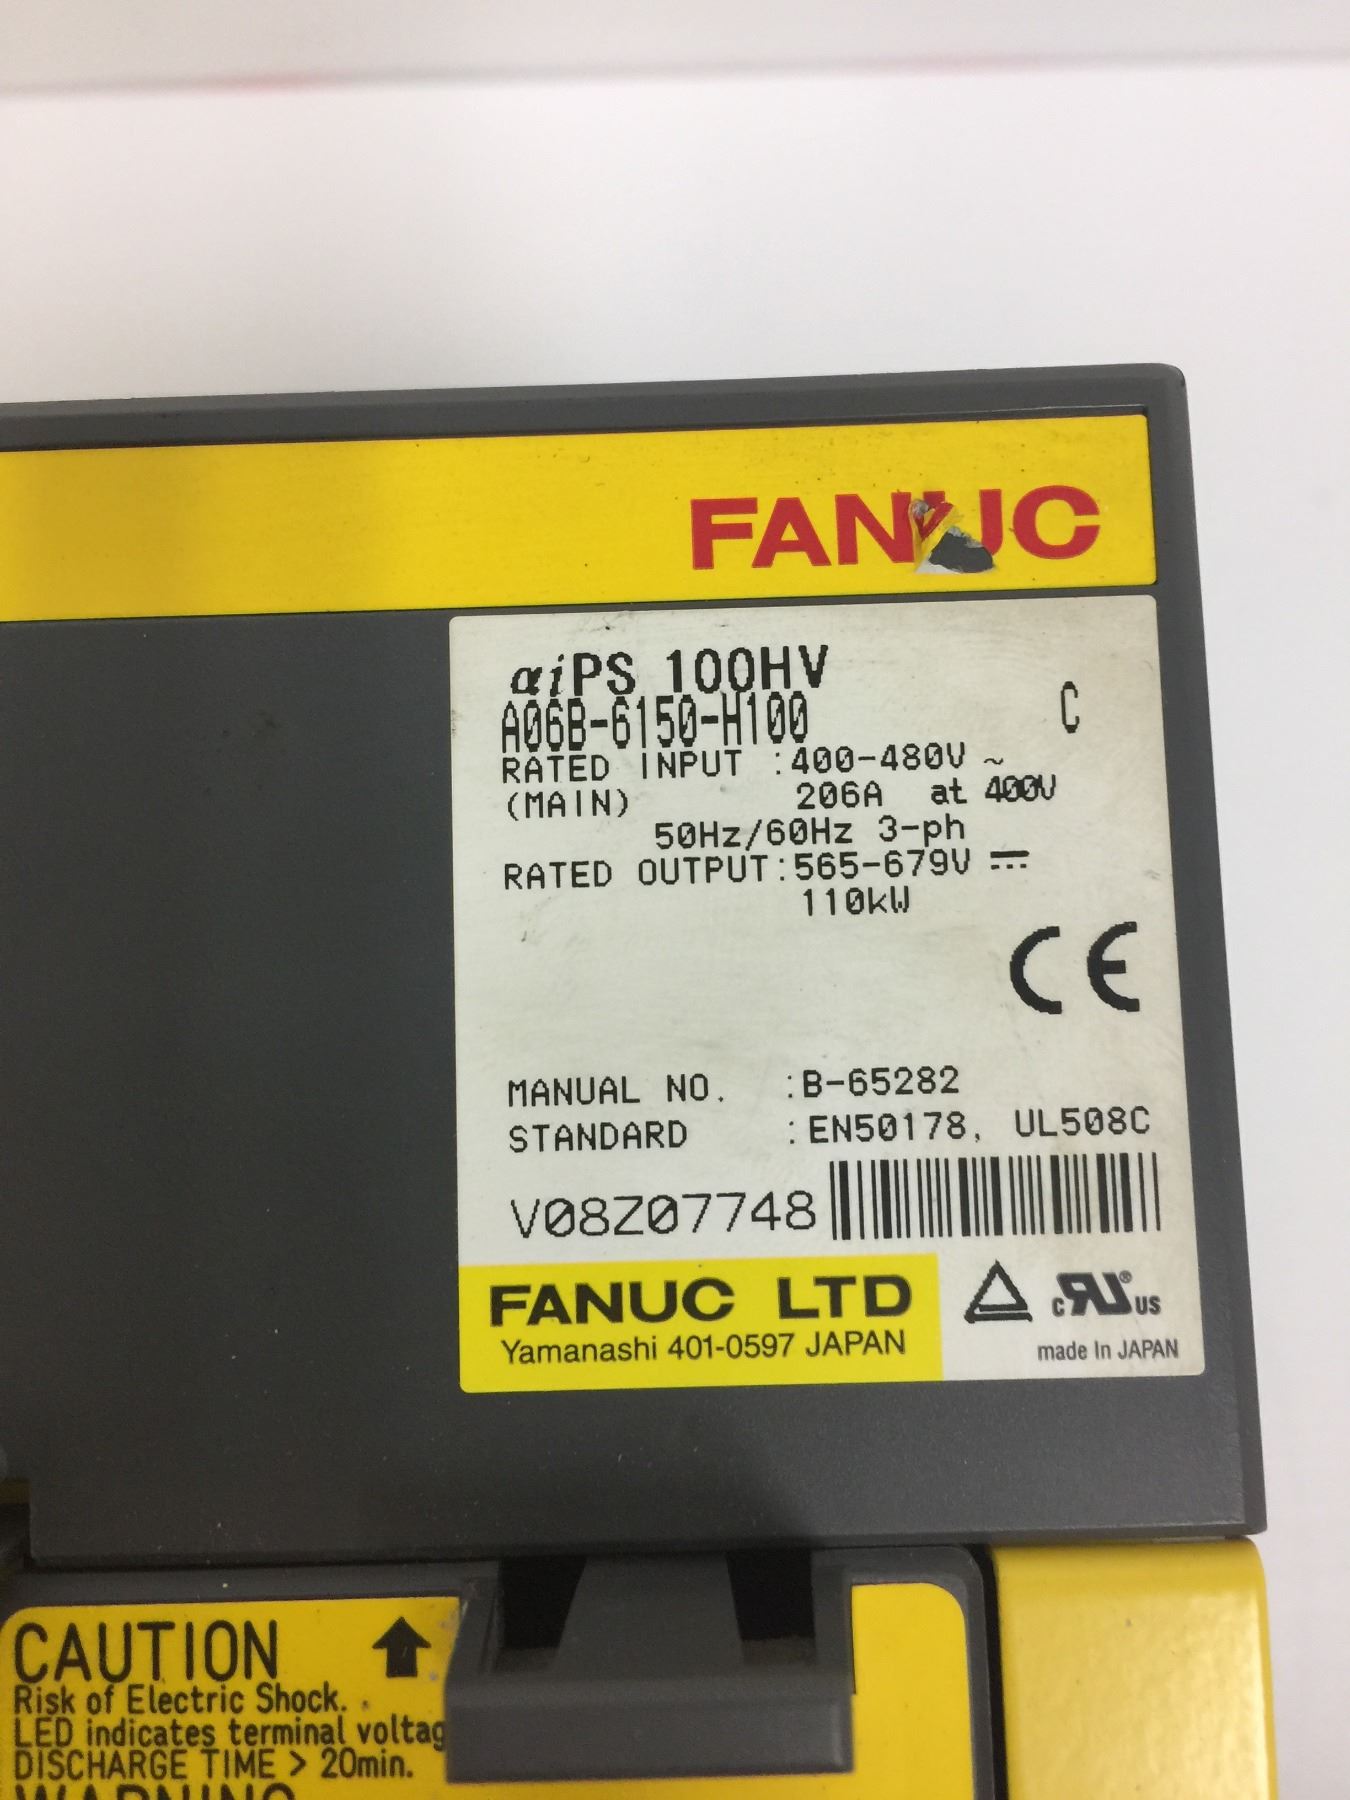 FANUC
αiPS 100HV
A06B-6150-H100 C
RATED INPUT :400-480V ~
(MAIN) 206A at 400V
50Hz/60Hz 3-ph
RATED OUTPUT:565-679V ⎓
110kW
CE
MANUAL NO. :B-65282
STANDARD :EN50178, UL508C
V08Z07748
FANUC LTD
Yamanashi 401-0597 JAPAN
c RU ® US
made In JAPAN
CAUTION
Risk of Electric Shock.
LED indicates terminal voltag
DISCHARGE TIME > 20min.
WARNING